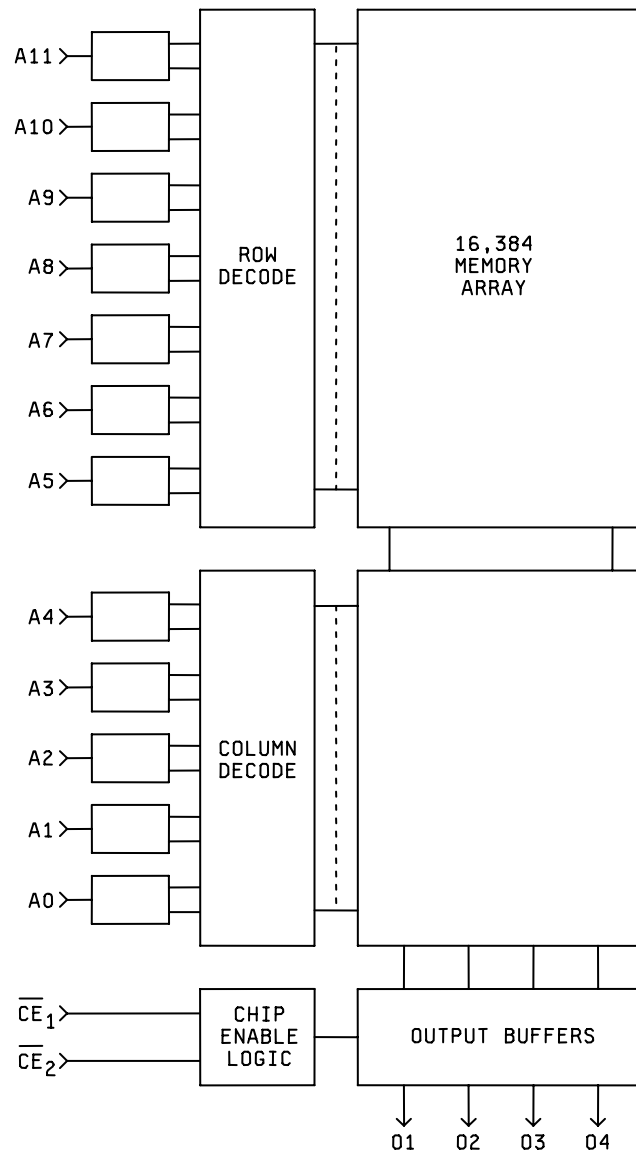 A11
A10
A9
A8
A7
A6
A5
ROW
DECODE
16,384
MEMORY
ARRAY
A4
A3
A2
A1
A0
COLUMN
DECODE
CE1
CE2
CHIP
ENABLE
LOGIC
OUTPUT BUFFERS
O1 O2 O3 O4